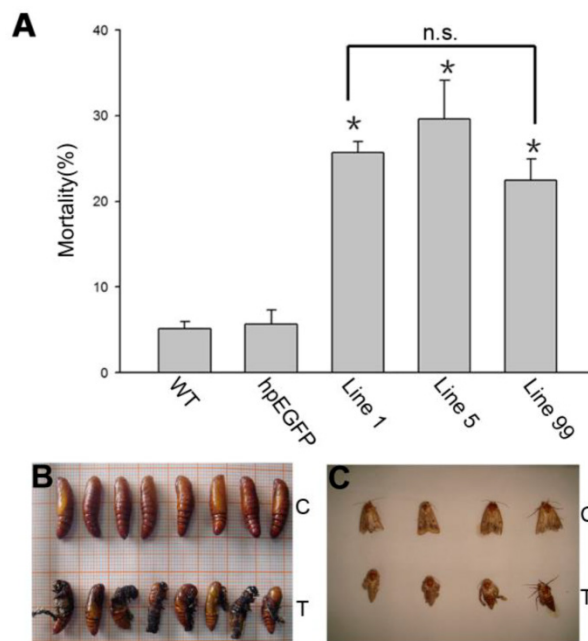 A
n.s.
*
*
*
40
30
20
10
0
Mortality(%)
WT
hpEGFP
Line 1
Line 5
Line 99
B
C
T
C
C
T